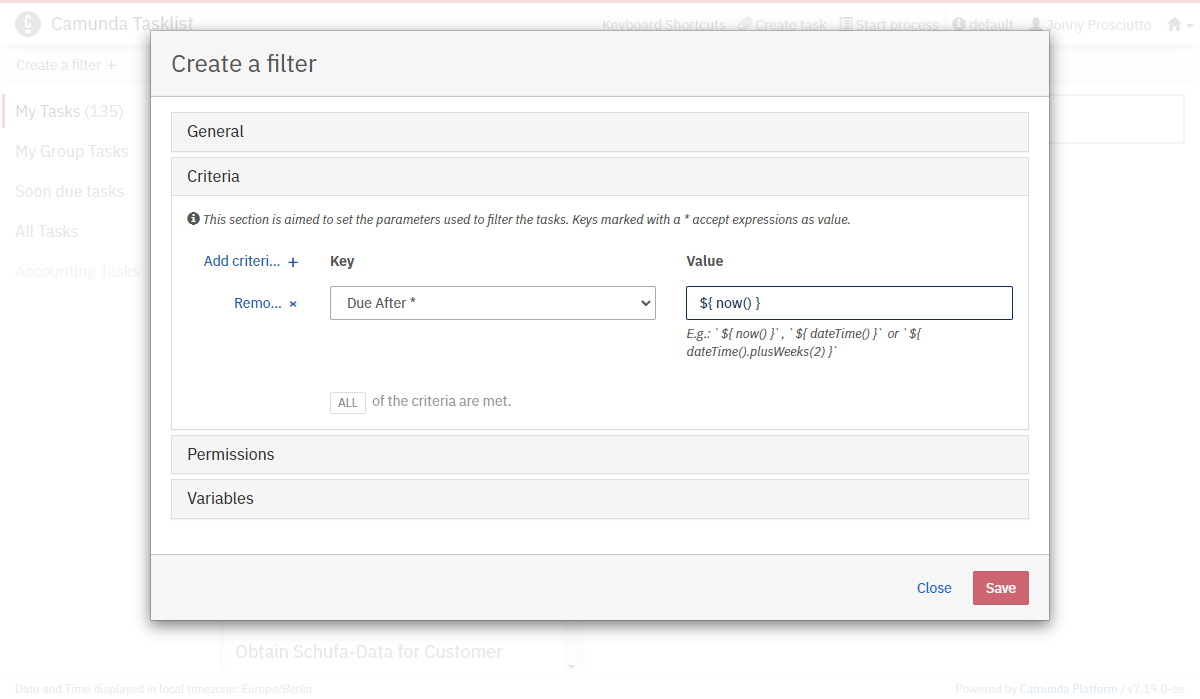 Camunda Tasklist
Keyboard Shortcuts Create task Start process default Jonny Prosciutto
Create a filter +
My Tasks (135)
My Group Tasks
Soon due tasks
All Tasks
Accounting Tasks
Create a filter
General
Criteria
This section is aimed to set the parameters used to filter the tasks. Keys marked with a * accept expressions as value.
Add criteri... + Key Value
Remo... × Due After * ${ now() }
E.g.: `${ now() }`, `${ dateTime() }` or `${
dateTime().plusWeeks(2) }`
ALL of the criteria are met.
Permissions
Variables
Close Save
Obtain Schufa-Data for Customer
Date and Time displayed in local timezone: Europe/Berlin
Powered by Camunda Platform / v7.19.0-ee